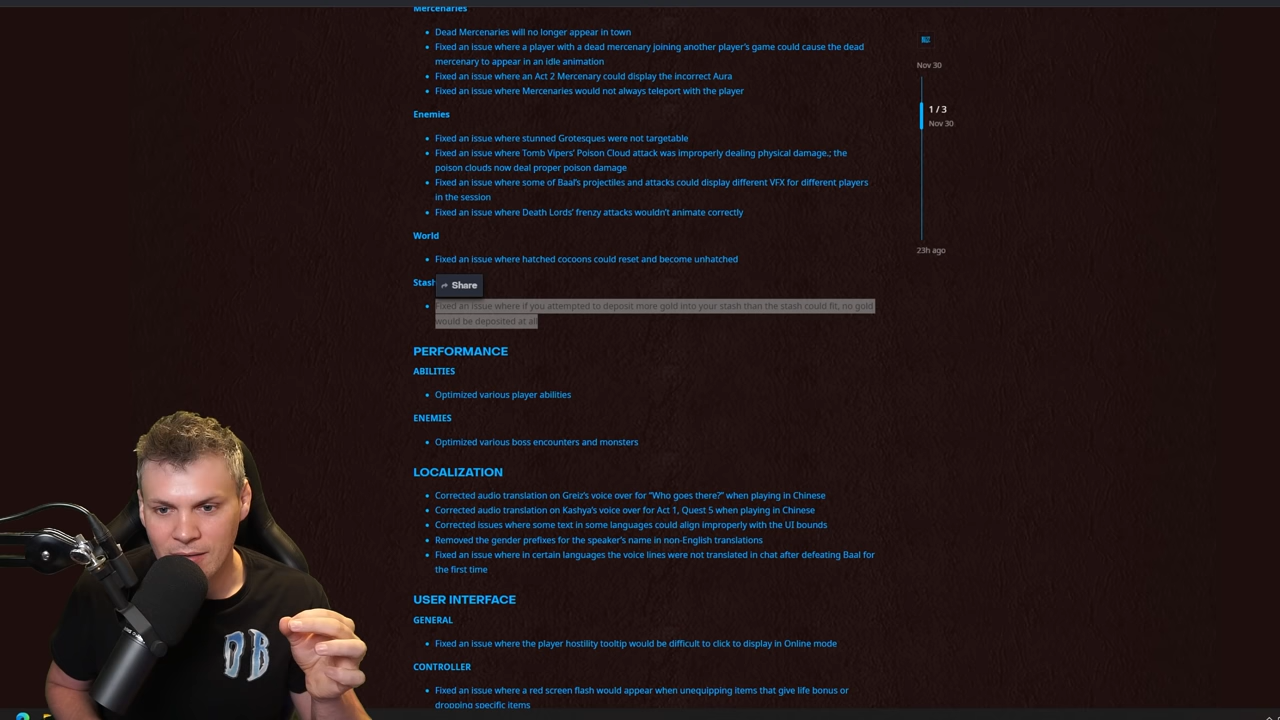 Mercenaries
Dead Mercenaries will no longer appear in town
Fixed an issue where a player with a dead mercenary joining another player's game could cause the dead
mercenary to appear in an idle animation
Fixed an issue where an Act 2 Mercenary could display the incorrect Aura
Fixed an issue where Mercenaries would not always teleport with the player
Enemies
Fixed an issue where stunned Grotesques were not targetable
Fixed an issue where Tomb Vipers' Poison Cloud attack was improperly dealing physical damage.; the
poison clouds now deal proper poison damage
Fixed an issue where some of Baal's projectiles and attacks could display different VFX for different players
in the session
Fixed an issue where Death Lords' frenzy attacks wouldn't animate correctly
World
Fixed an issue where hatched cocoons could reset and become unhatched
Stash
Share
Fixed an issue where if you attempted to deposit more gold into your stash than the stash could fit, no gold
would be deposited at all
PERFORMANCE
ABILITIES
Optimized various player abilities
ENEMIES
Optimized various boss encounters and monsters
LOCALIZATION
Corrected audio translation on Greiz's voice over for "Who goes there?" when playing in Chinese
Corrected audio translation on Kashya's voice over for Act 1, Quest 5 when playing in Chinese
Corrected issues where some text in some languages could align improperly with the UI bounds
Removed the gender prefixes for the speaker's name in non-English translations
Fixed an issue where in certain languages the voice lines were not translated in chat after defeating Baal for
the first time
USER INTERFACE
GENERAL
Fixed an issue where the player hostility tooltip would be difficult to click to display in Online mode
CONTROLLER
Fixed an issue where a red screen flash would appear when unequipping items that give life bonus or
dropping specific items
Nov 30
1 / 3
Nov 30
23h ago
DB